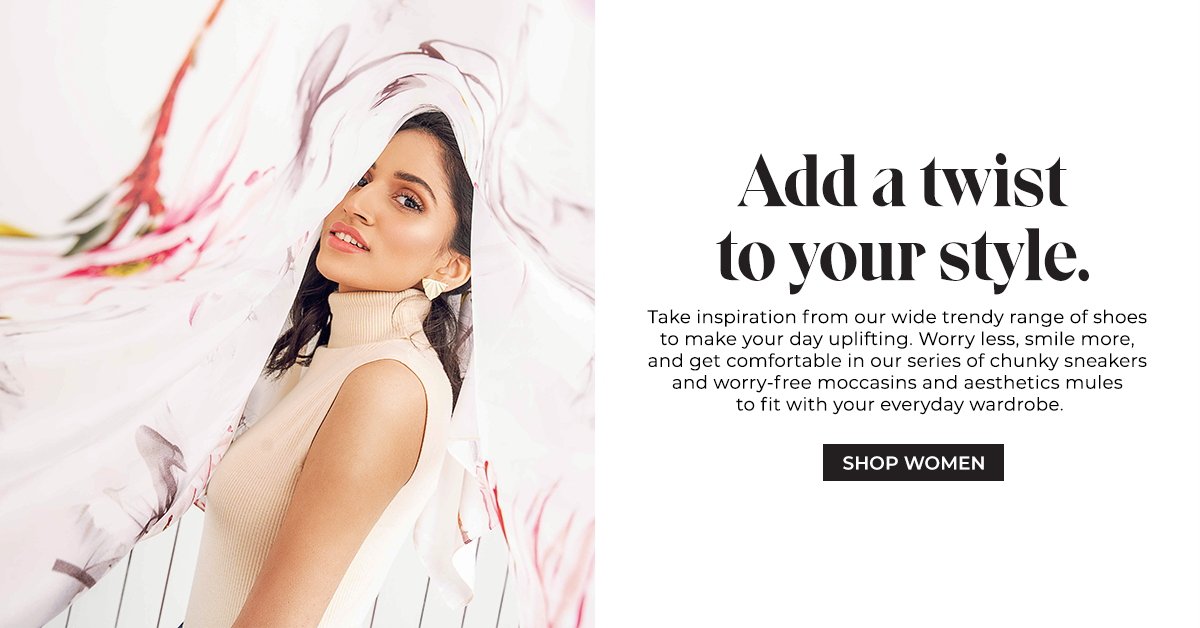 Add a twist
to your style.
Take inspiration from our wide trendy range of shoes
to make your day uplifting. Worry less, smile more,
and get comfortable in our series of chunky sneakers
and worry-free moccasins and aesthetics mules
to fit with your everyday wardrobe.
SHOP WOMEN